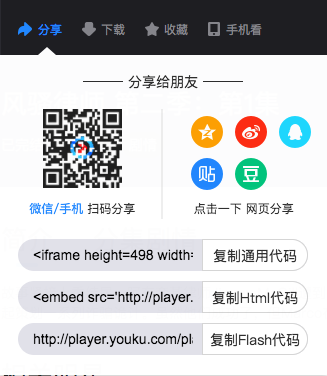 分享 下载 收藏 手机看
分享给朋友
贴 豆
微信/手机 扫码分享 点击一下 网页分享
<iframe height=498 width= 复制通用代码
<embed src='http://player. 复制Html代码
http://player.youku.com/pla 复制Flash代码